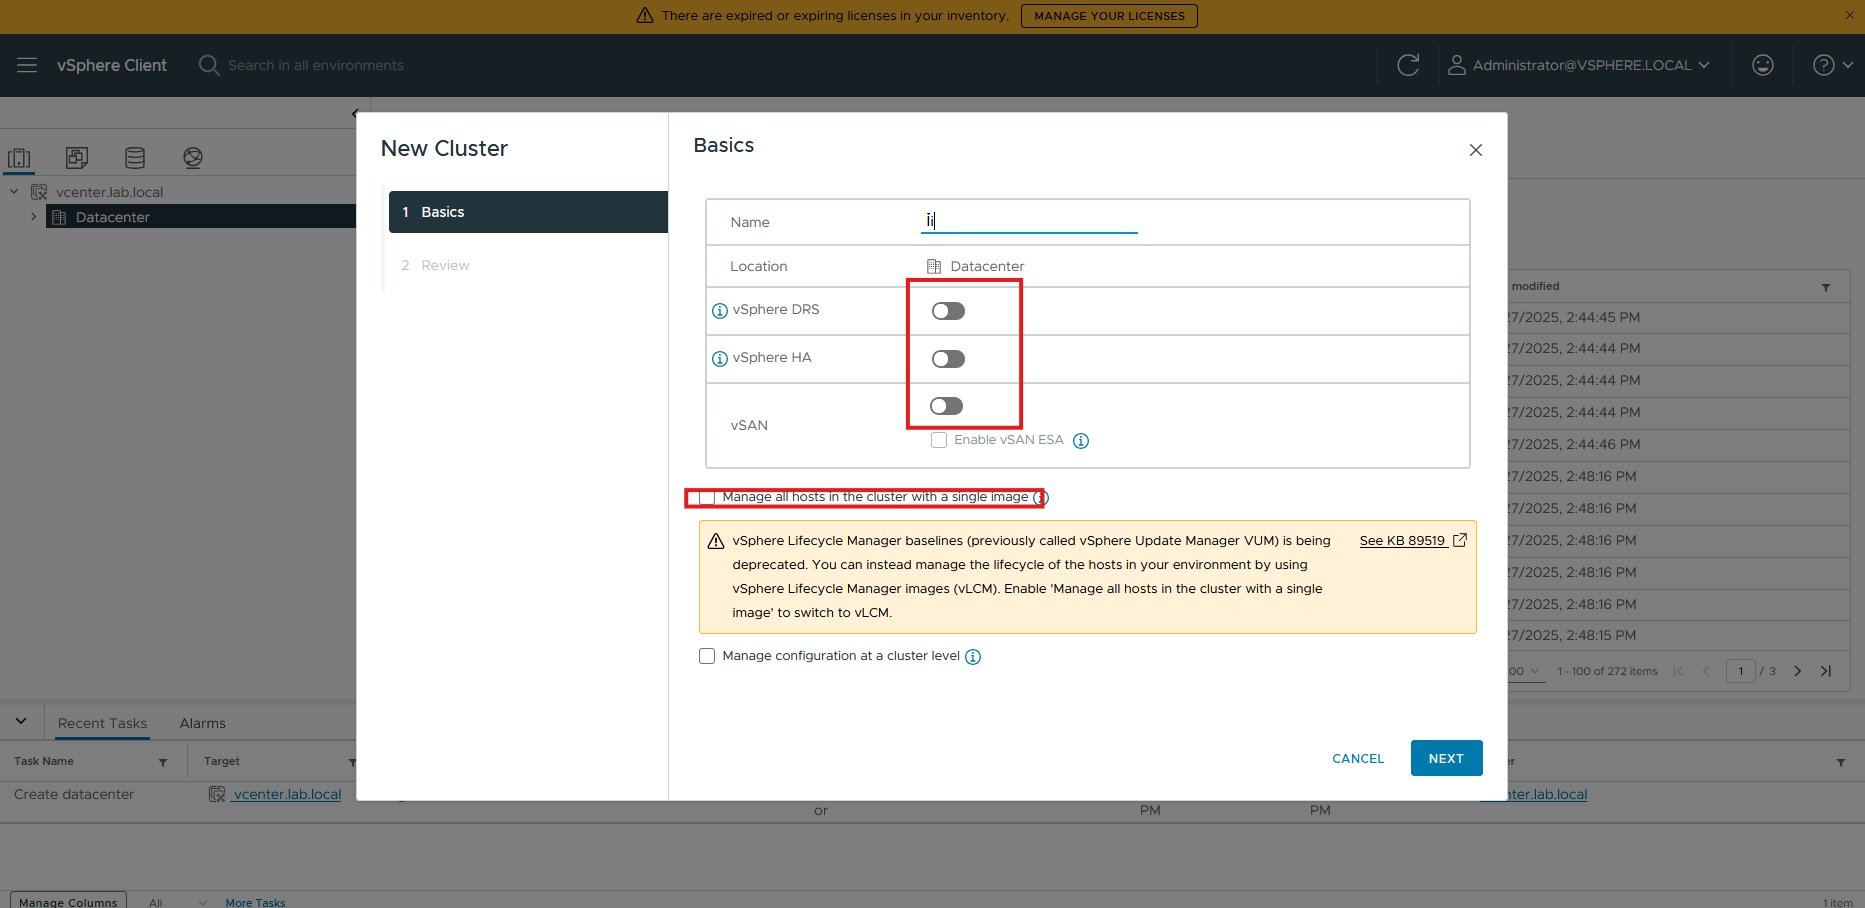 There are expired or expiring licenses in your inventory. MANAGE YOUR LICENSES
vSphere Client
Search in all environments
Administrator@VSPHERE.LOCAL
vcenter.lab.local
Datacenter
New Cluster
1 Basics
2 Review
Basics
Name
Location Datacenter
vSphere DRS
vSphere HA
vSAN
Enable vSAN ESA
Manage all hosts in the cluster with a single image
vSphere Lifecycle Manager baselines (previously called vSphere Update Manager VUM) is being
deprecated. You can instead manage the lifecycle of the hosts in your environment by using
vSphere Lifecycle Manager images (vLCM). Enable 'Manage all hosts in the cluster with a single
image' to switch to vLCM.
See KB 89519
Manage configuration at a cluster level
CANCEL NEXT
modified
27/2025, 2:44:45 PM
27/2025, 2:44:44 PM
27/2025, 2:44:44 PM
27/2025, 2:44:44 PM
27/2025, 2:44:46 PM
27/2025, 2:48:16 PM
27/2025, 2:48:16 PM
27/2025, 2:48:16 PM
27/2025, 2:48:16 PM
27/2025, 2:48:16 PM
27/2025, 2:48:15 PM
00 1 - 100 of 272 items 1 / 3
Recent Tasks Alarms
Task Name Target er
Create datacenter vcenter.lab.local nter.lab.local
or PM PM
Manage Columns All More Tasks 1 item